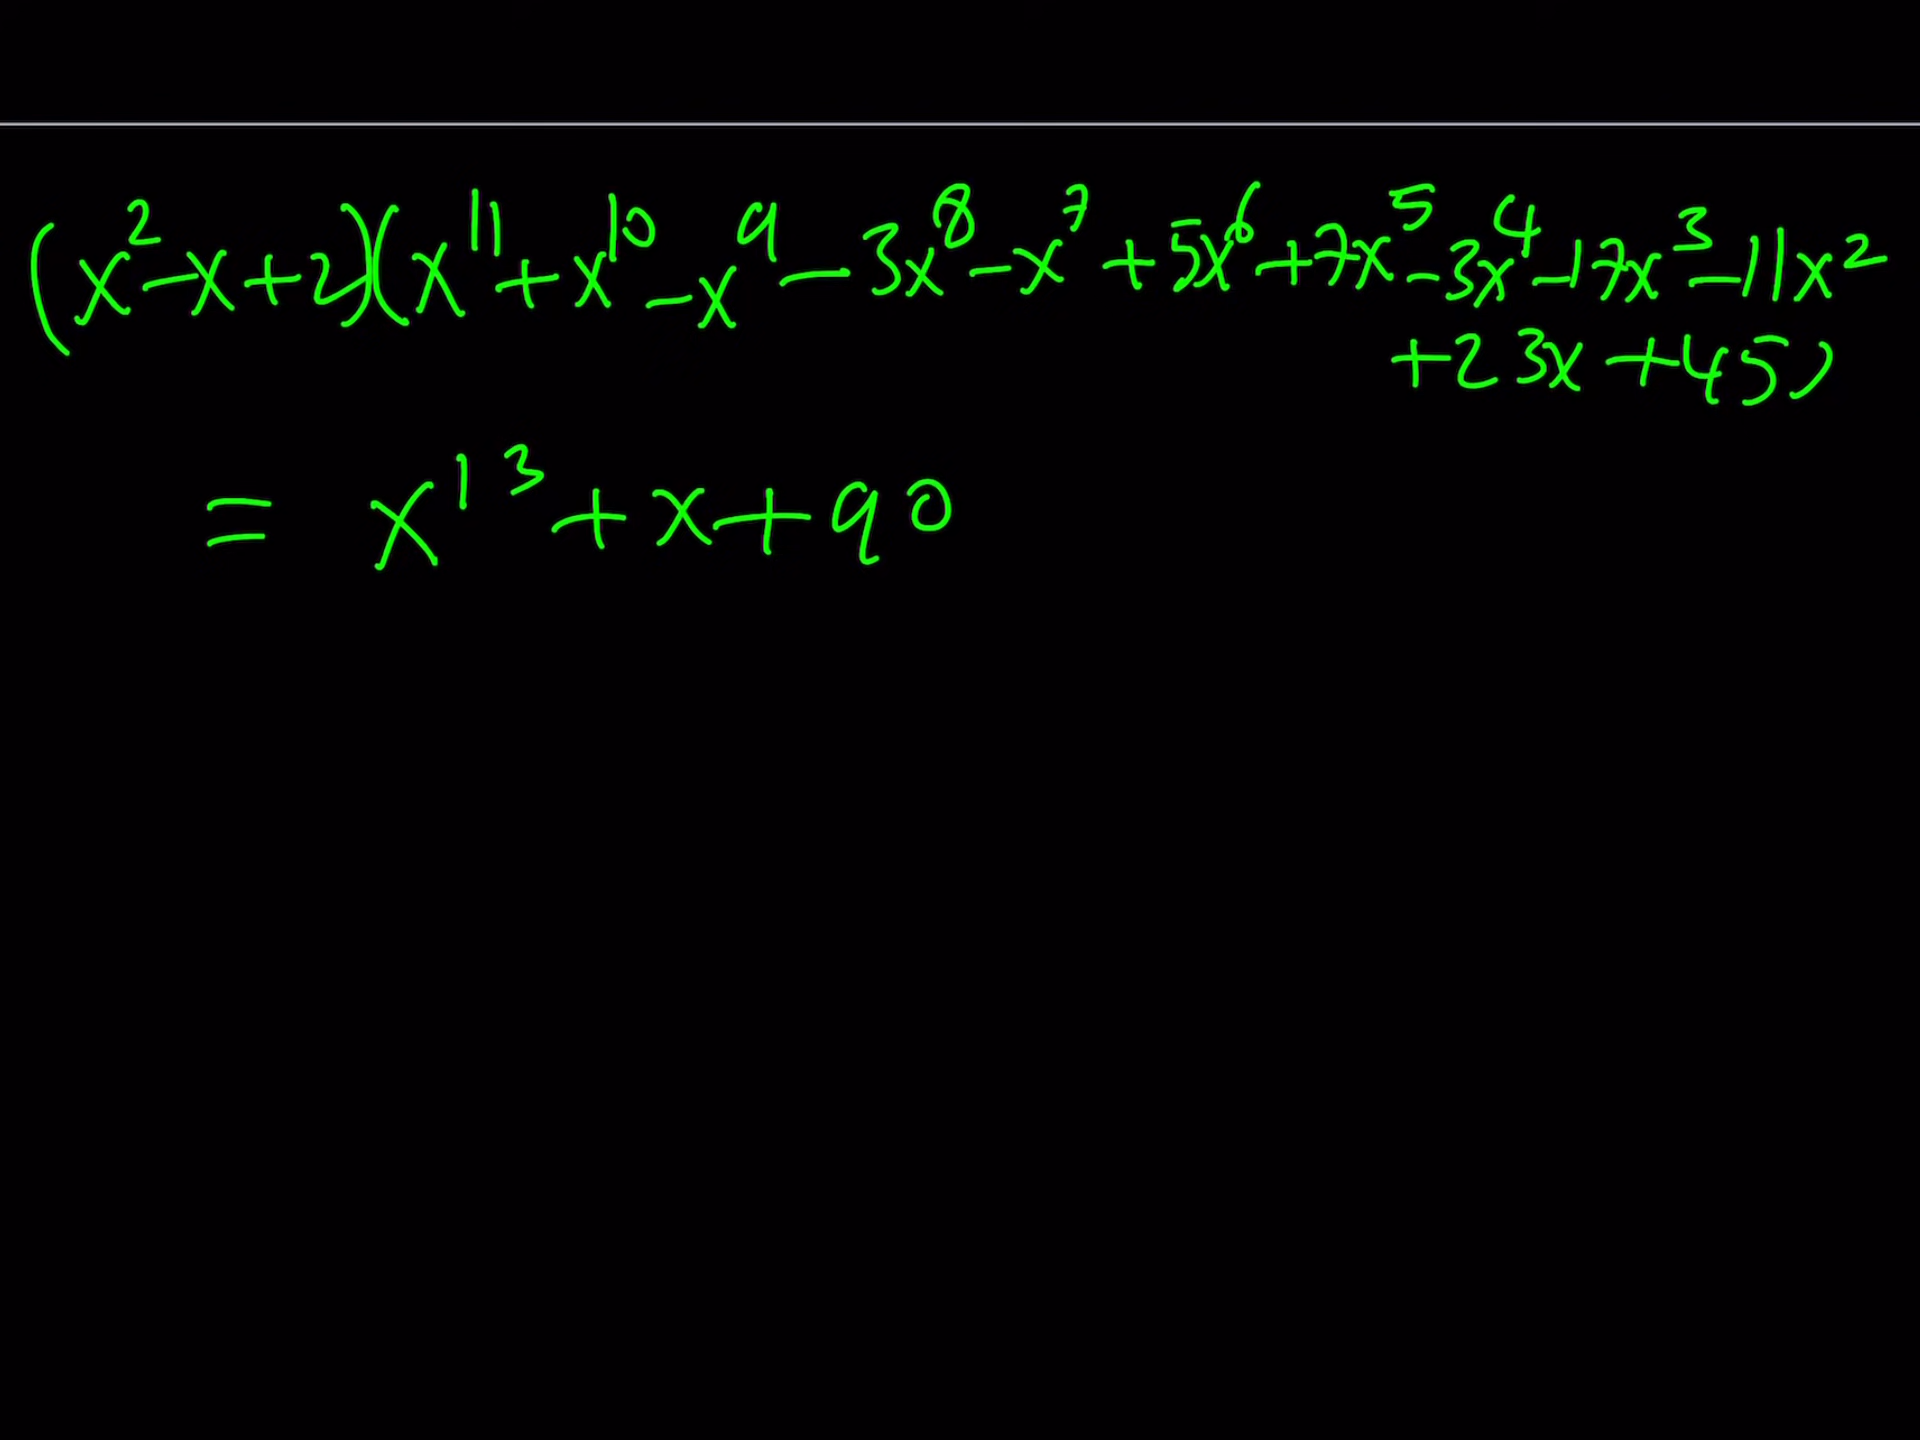 (x²-x+2)(x¹¹+x¹⁰-x⁹-3x⁸-x⁷+5x⁶+7x⁵-3x⁴-17x³-11x²
+23x+45)
= x¹³+x+90